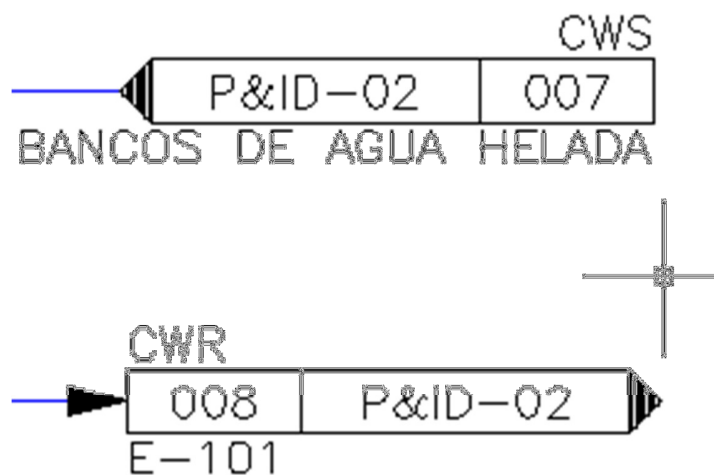 CWS
P&ID-02 007
BANCOS DE AGUA HELADA
CWR
008 P&ID-02
E-101